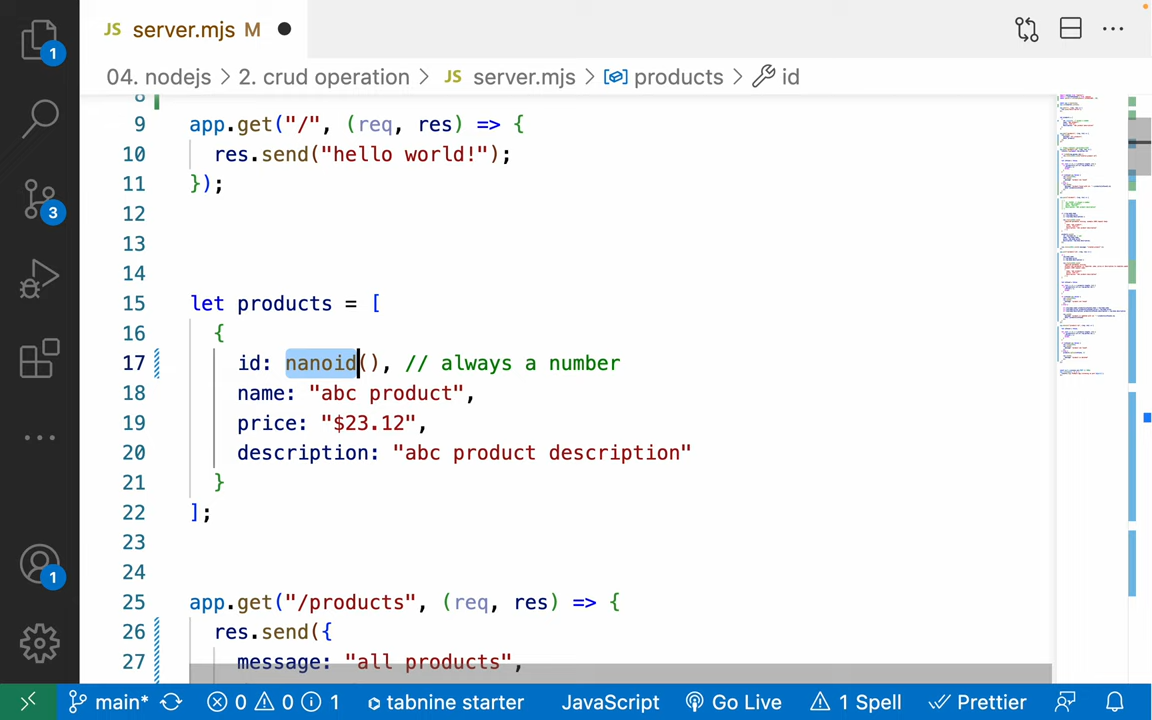 JS server.mjs M
1
04. nodejs > 2. crud operation > JS server.mjs > products > id
8
9 app.get("/", (req, res) => {
10 res.send("hello world!");
11 });
12
13
14
15 let products = [
16 {
17 id: nanoid(), // always a number
18 name: "abc product",
19 price: "$23.12",
20 description: "abc product description"
21 }
22 ];
23
24
25 app.get("/products", (req, res) => {
26 res.send({
27 message: "all products",
3
1
main* 0 0 1 tabnine starter JavaScript Go Live 1 Spell Prettier